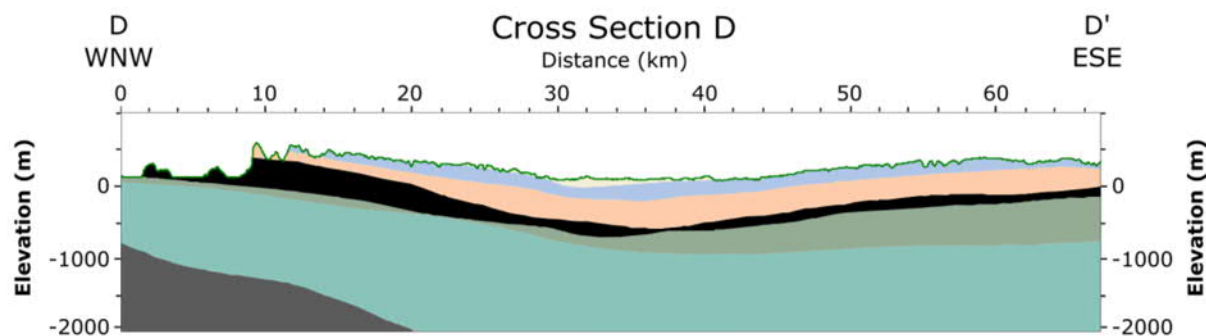 D Cross Section D D'
WNW Distance (km) ESE
0 10 20 30 40 50 60
Elevation (m)
0
-1000
-2000
0
-1000
-2000
Elevation (m)